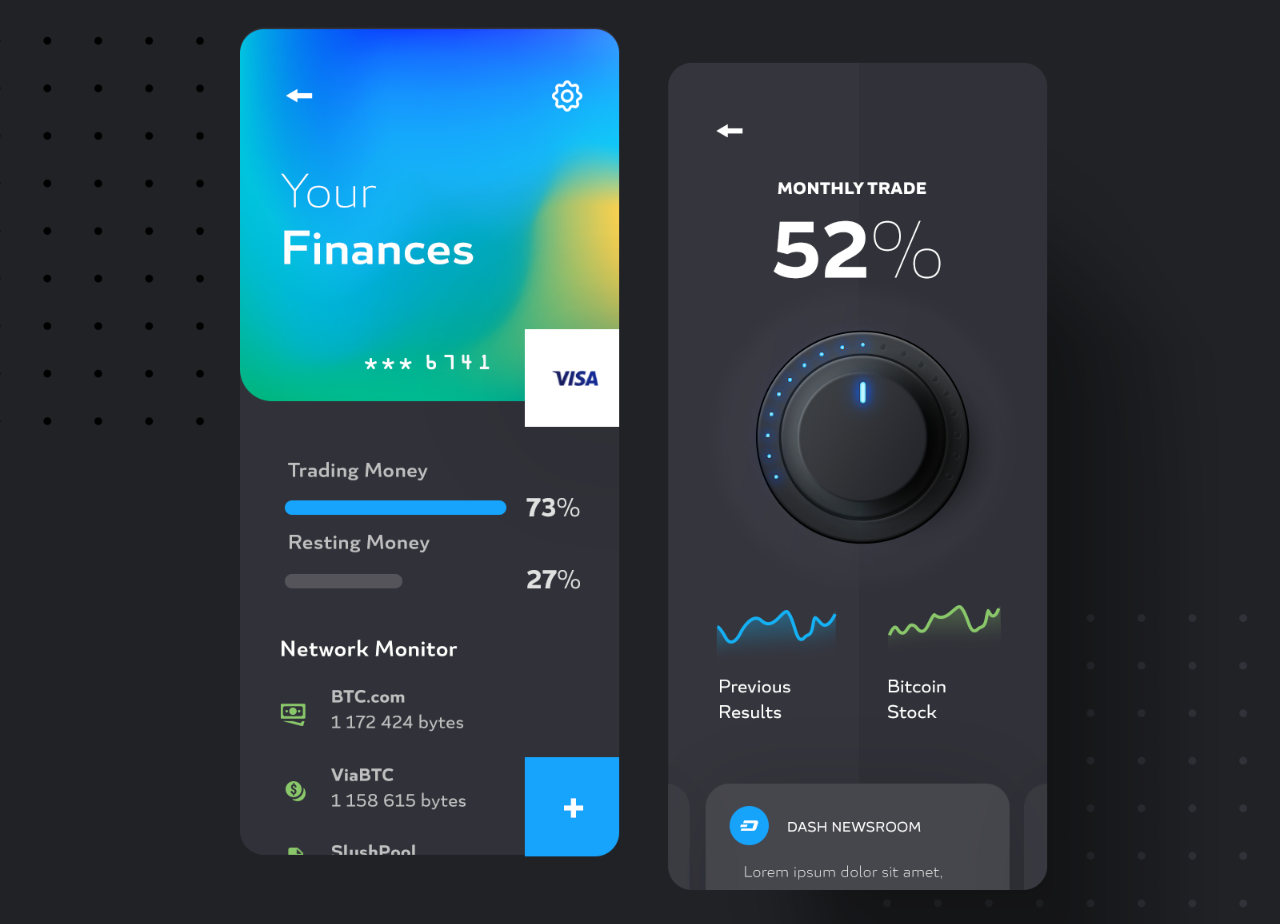 Your
Finances
*** 6741
VISA
Trading Money
73%
Resting Money
27%
Network Monitor
BTC.com
1 172 424 bytes
ViaBTC
1 158 615 bytes
SlushPool
MONTHLY TRADE
52%
Previous
Results
Bitcoin
Stock
DASH NEWSROOM
Lorem ipsum dolor sit amet,